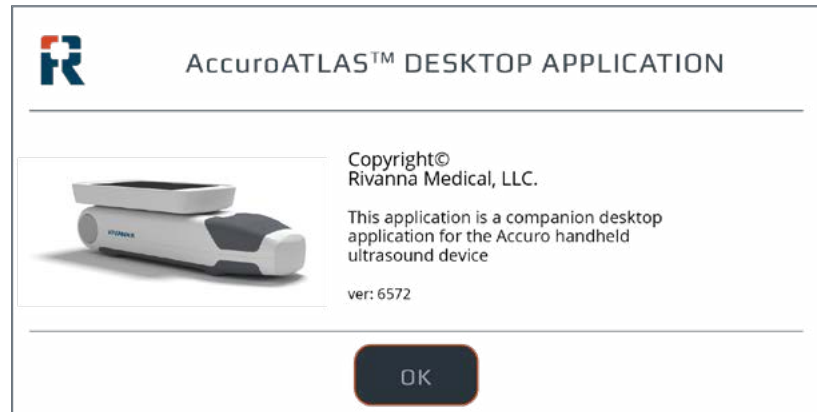 AccuroATLAS™ DESKTOP APPLICATION
Copyright©
Rivanna Medical, LLC.
This application is a companion desktop
application for the Accuro handheld
ultrasound device
ver: 6572
RIVANNA
OK